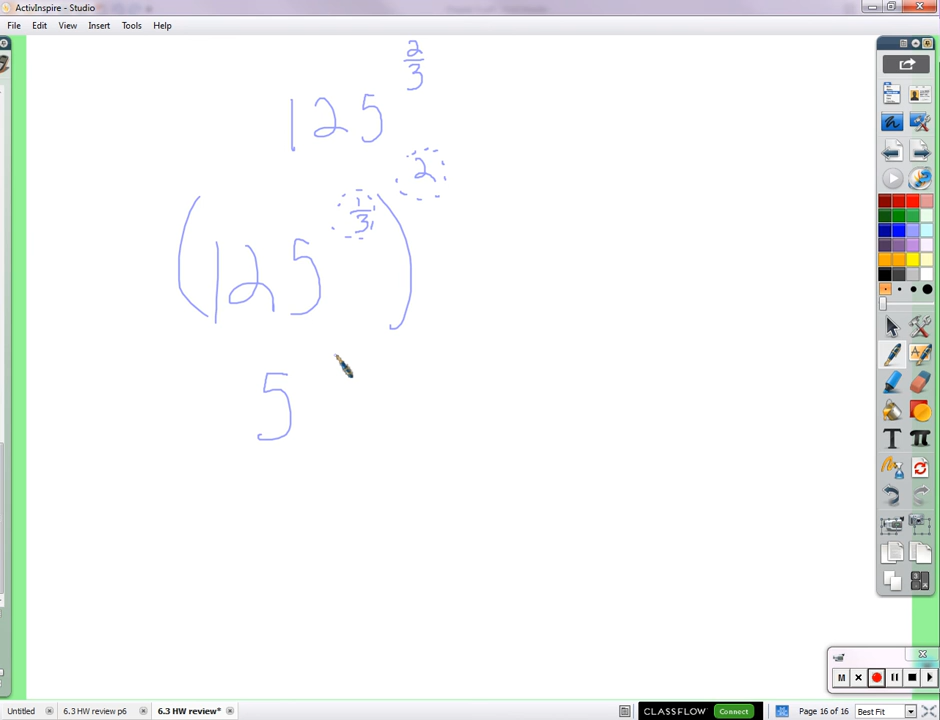 ActivInspire - Studio
File Edit View Insert Tools Help
2
3
125
2
1
3
(125)
5
M
Untitled
6.3 HW review p6
6.3 HW review*
CLASSFLOW Connect
Page 16 of 16
Best Fit